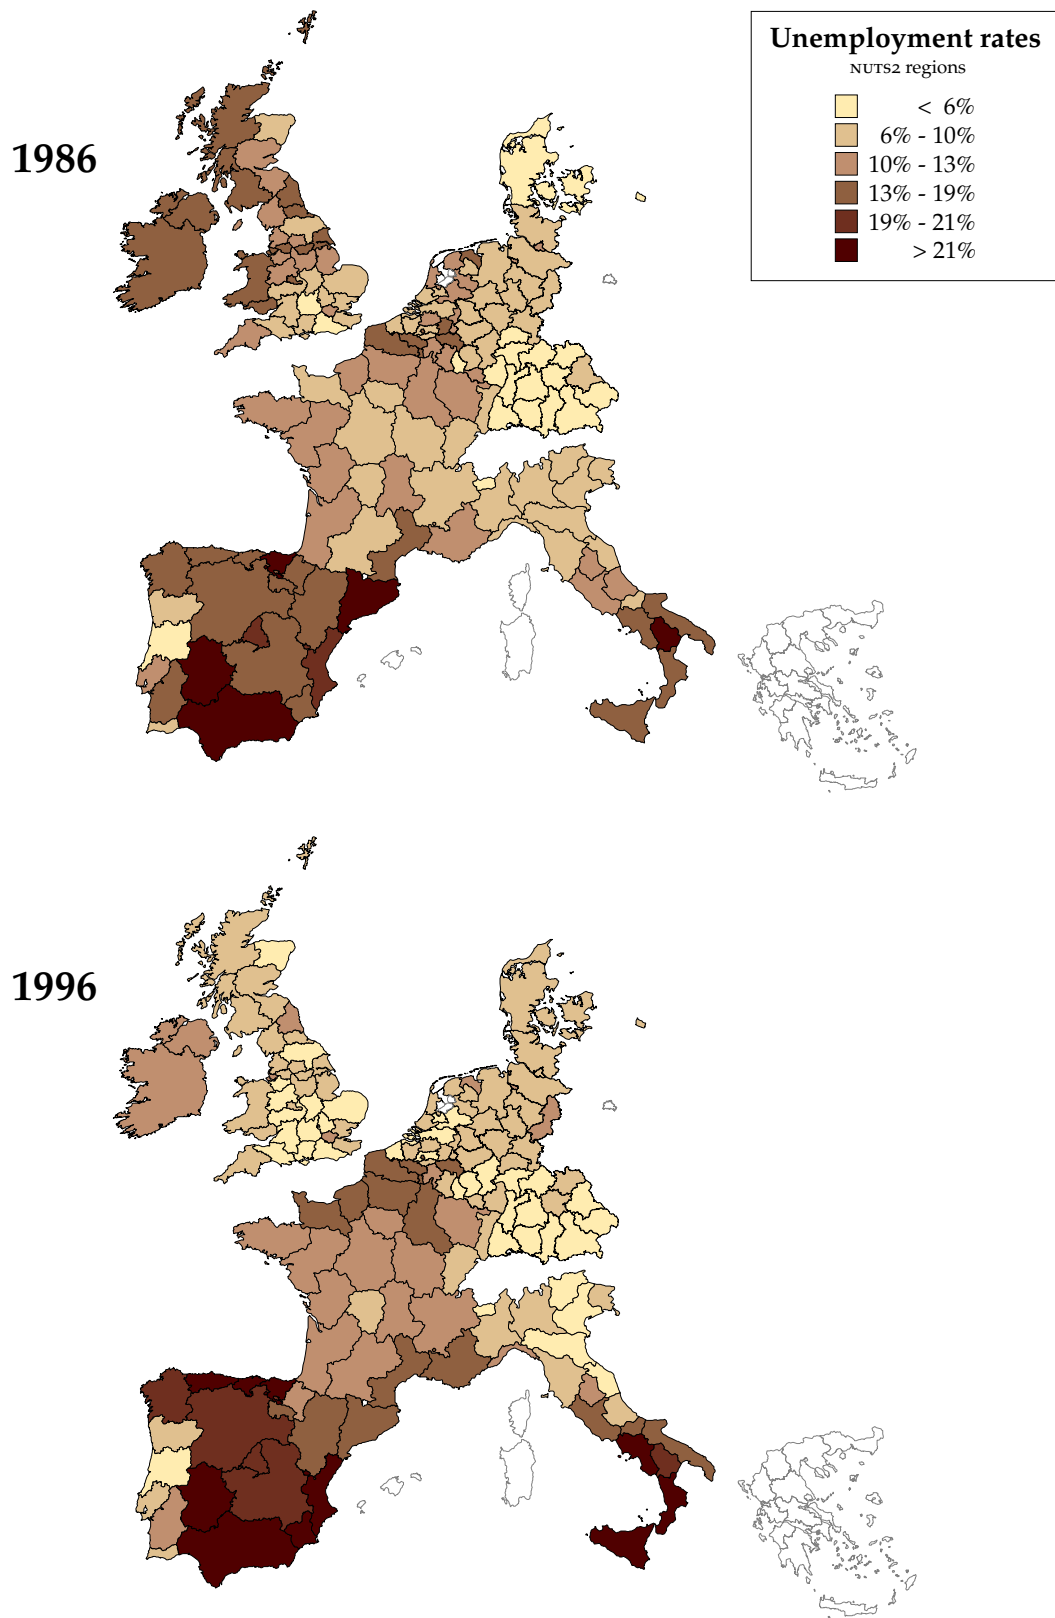 Unemployment rates
NUTS2 regions
< 6%
6% - 10%
10% - 13%
13% - 19%
19% - 21%
> 21%
1986
1996